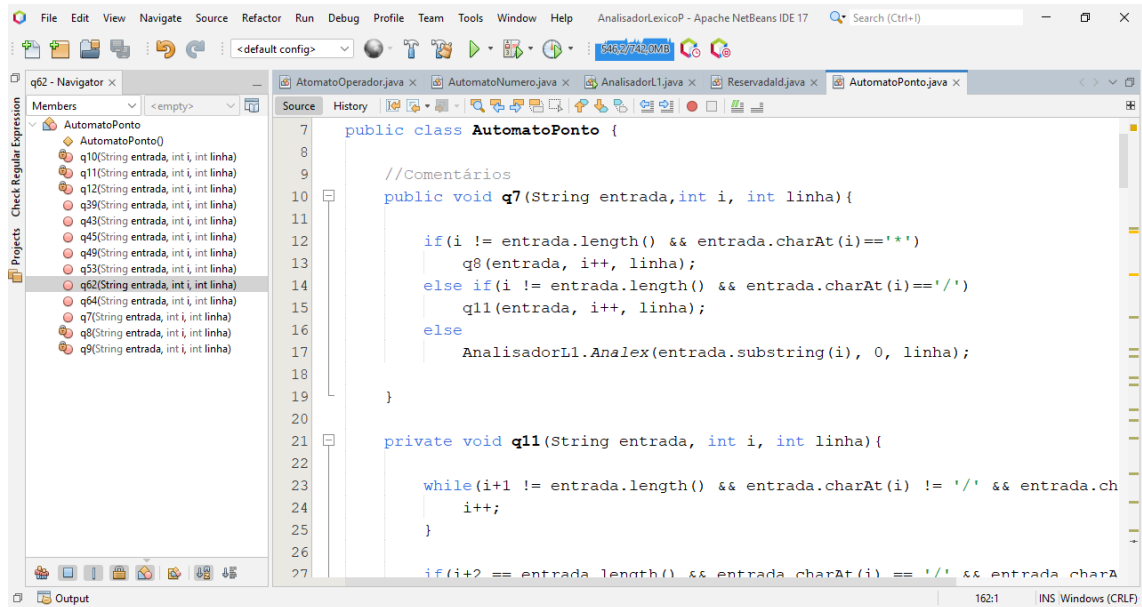 File Edit View Navigate Source Refactor Run Debug Profile Team Tools Window Help AnalisadorLexicoP - Apache NetBeans IDE 17 Search (Ctrl+I)
<default config> 546,2/742,0MB
q62 - Navigator × AtomatoOperador.java × AutomatoNumero.java × AnalisadorL1.java × ReservadaId.java × AutomatoPonto.java ×
Members <empty> Source History
Check Regular Expression
Projects
AutomatoPonto
AutomatoPonto()
q10(String entrada, int i, int linha)
q11(String entrada, int i, int linha)
q12(String entrada, int i, int linha)
q39(String entrada, int i, int linha)
q43(String entrada, int i, int linha)
q45(String entrada, int i, int linha)
q49(String entrada, int i, int linha)
q53(String entrada, int i, int linha)
q62(String entrada, int i, int linha)
q64(String entrada, int i, int linha)
q7(String entrada, int i, int linha)
q8(String entrada, int i, int linha)
q9(String entrada, int i, int linha)
7 public class AutomatoPonto {
8
9 //Comentários
10 public void q7(String entrada,int i, int linha){
11
12 if(i != entrada.length() && entrada.charAt(i)=='*')
13 q8(entrada, i++, linha);
14 else if(i != entrada.length() && entrada.charAt(i)=='/')
15 q11(entrada, i++, linha);
16 else
17 AnalisadorL1.Analex(entrada.substring(i), 0, linha);
18
19 }
20
21 private void q11(String entrada, int i, int linha){
22
23 while(i+1 != entrada.length() && entrada.charAt(i) != '/' && entrada.ch
24 i++;
25 }
26
27 if(i+2 == entrada.length() && entrada.charAt(i) == '/' && entrada.charA
Output 162:1 INS Windows (CRLF)